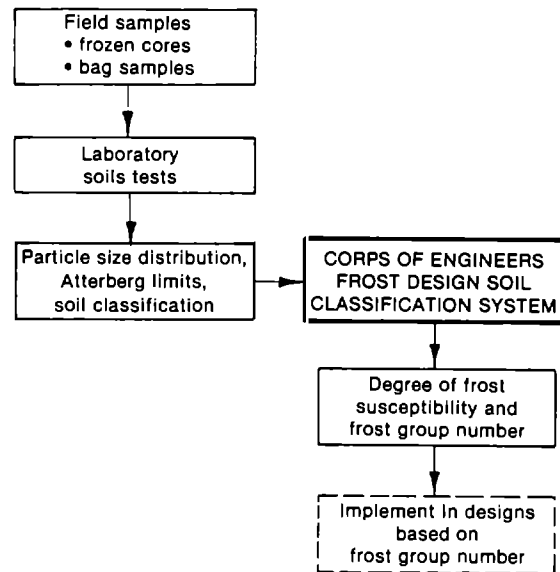 Field samples
• frozen cores
• bag samples
Laboratory
soils tests
Particle size distribution,
Atterberg limits,
soil classification
CORPS OF ENGINEERS
FROST DESIGN SOIL
CLASSIFICATION SYSTEM
Degree of frost
susceptibility and
frost group number
Implement in designs
based on
frost group number